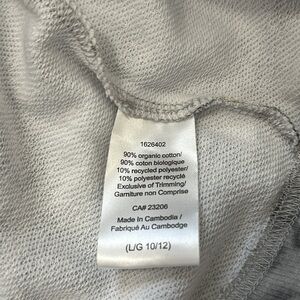 1626402
90% organic cotton/
90% coton biologique
10% recycled polyester/
10% polyester recyclé
Exclusive of Trimming/
Garniture non Comprise
CA# 23206
Made In Cambodia /
Fabriqué Au Cambodge
(L/G 10/12)